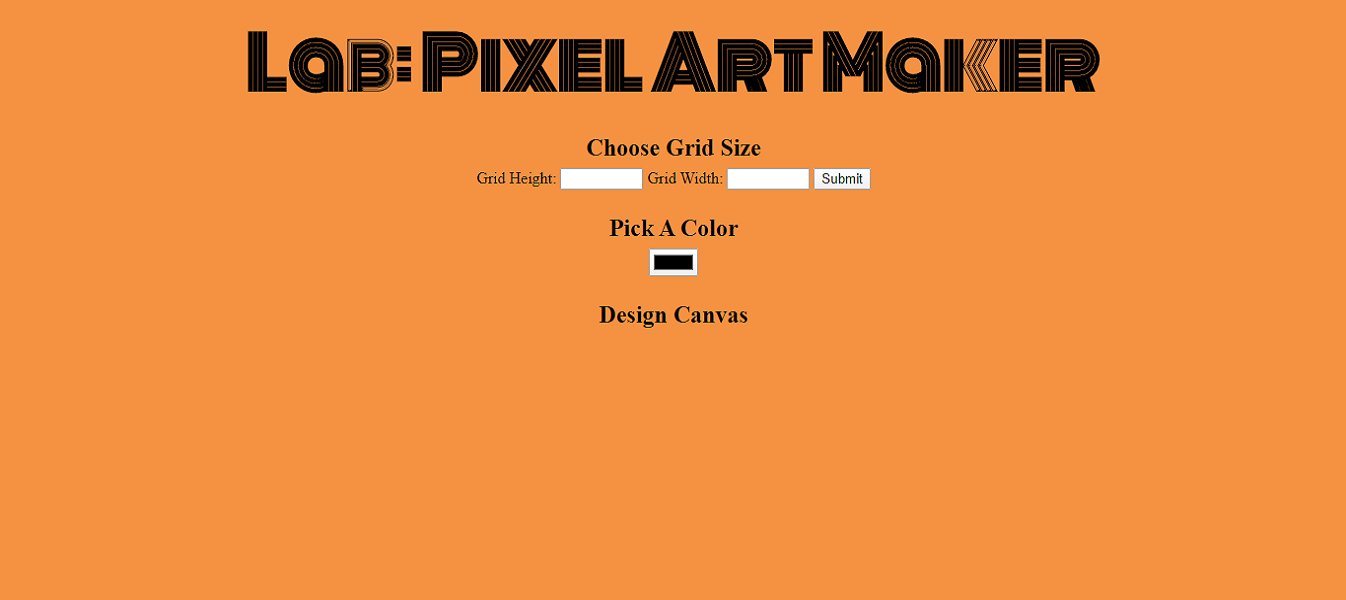 Lab: Pixel Art Maker
Choose Grid Size
Grid Height: Grid Width: Submit
Pick A Color
Design Canvas